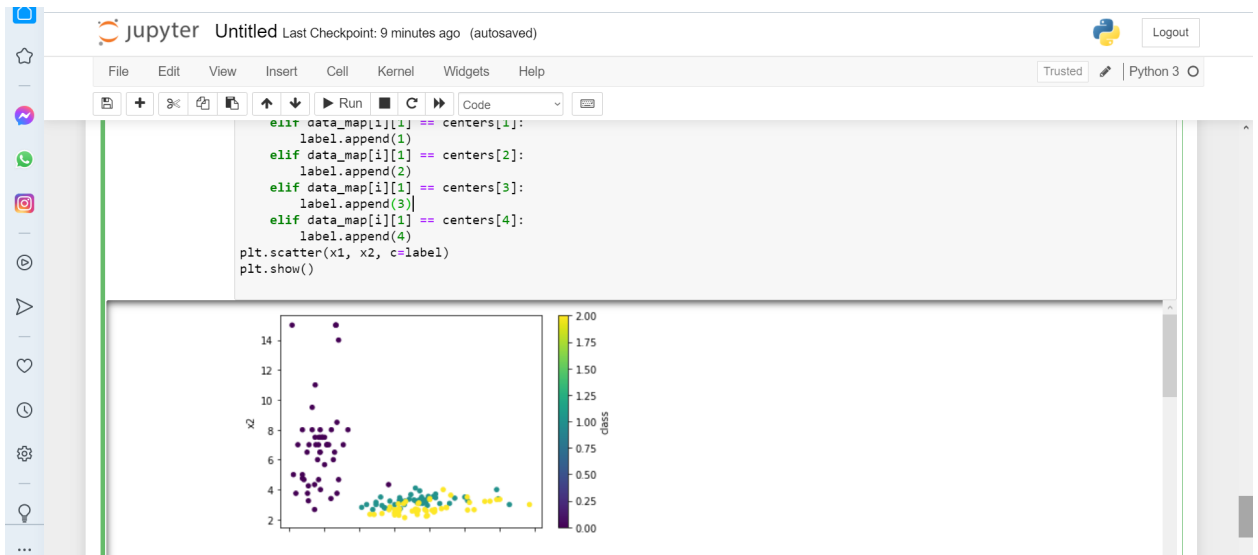 jupyter Untitled Last Checkpoint: 9 minutes ago (autosaved) Logout
File Edit View Insert Cell Kernel Widgets Help Trusted Python 3
Run Code
elif data_map[i][1] == centers[1]:
label.append(1)
elif data_map[i][1] == centers[2]:
label.append(2)
elif data_map[i][1] == centers[3]:
label.append(3)
elif data_map[i][1] == centers[4]:
label.append(4)
plt.scatter(x1, x2, c=label)
plt.show()
14
12
10
8
6
4
2
x2
2.00
1.75
1.50
1.25
1.00
0.75
0.50
0.25
0.00
class